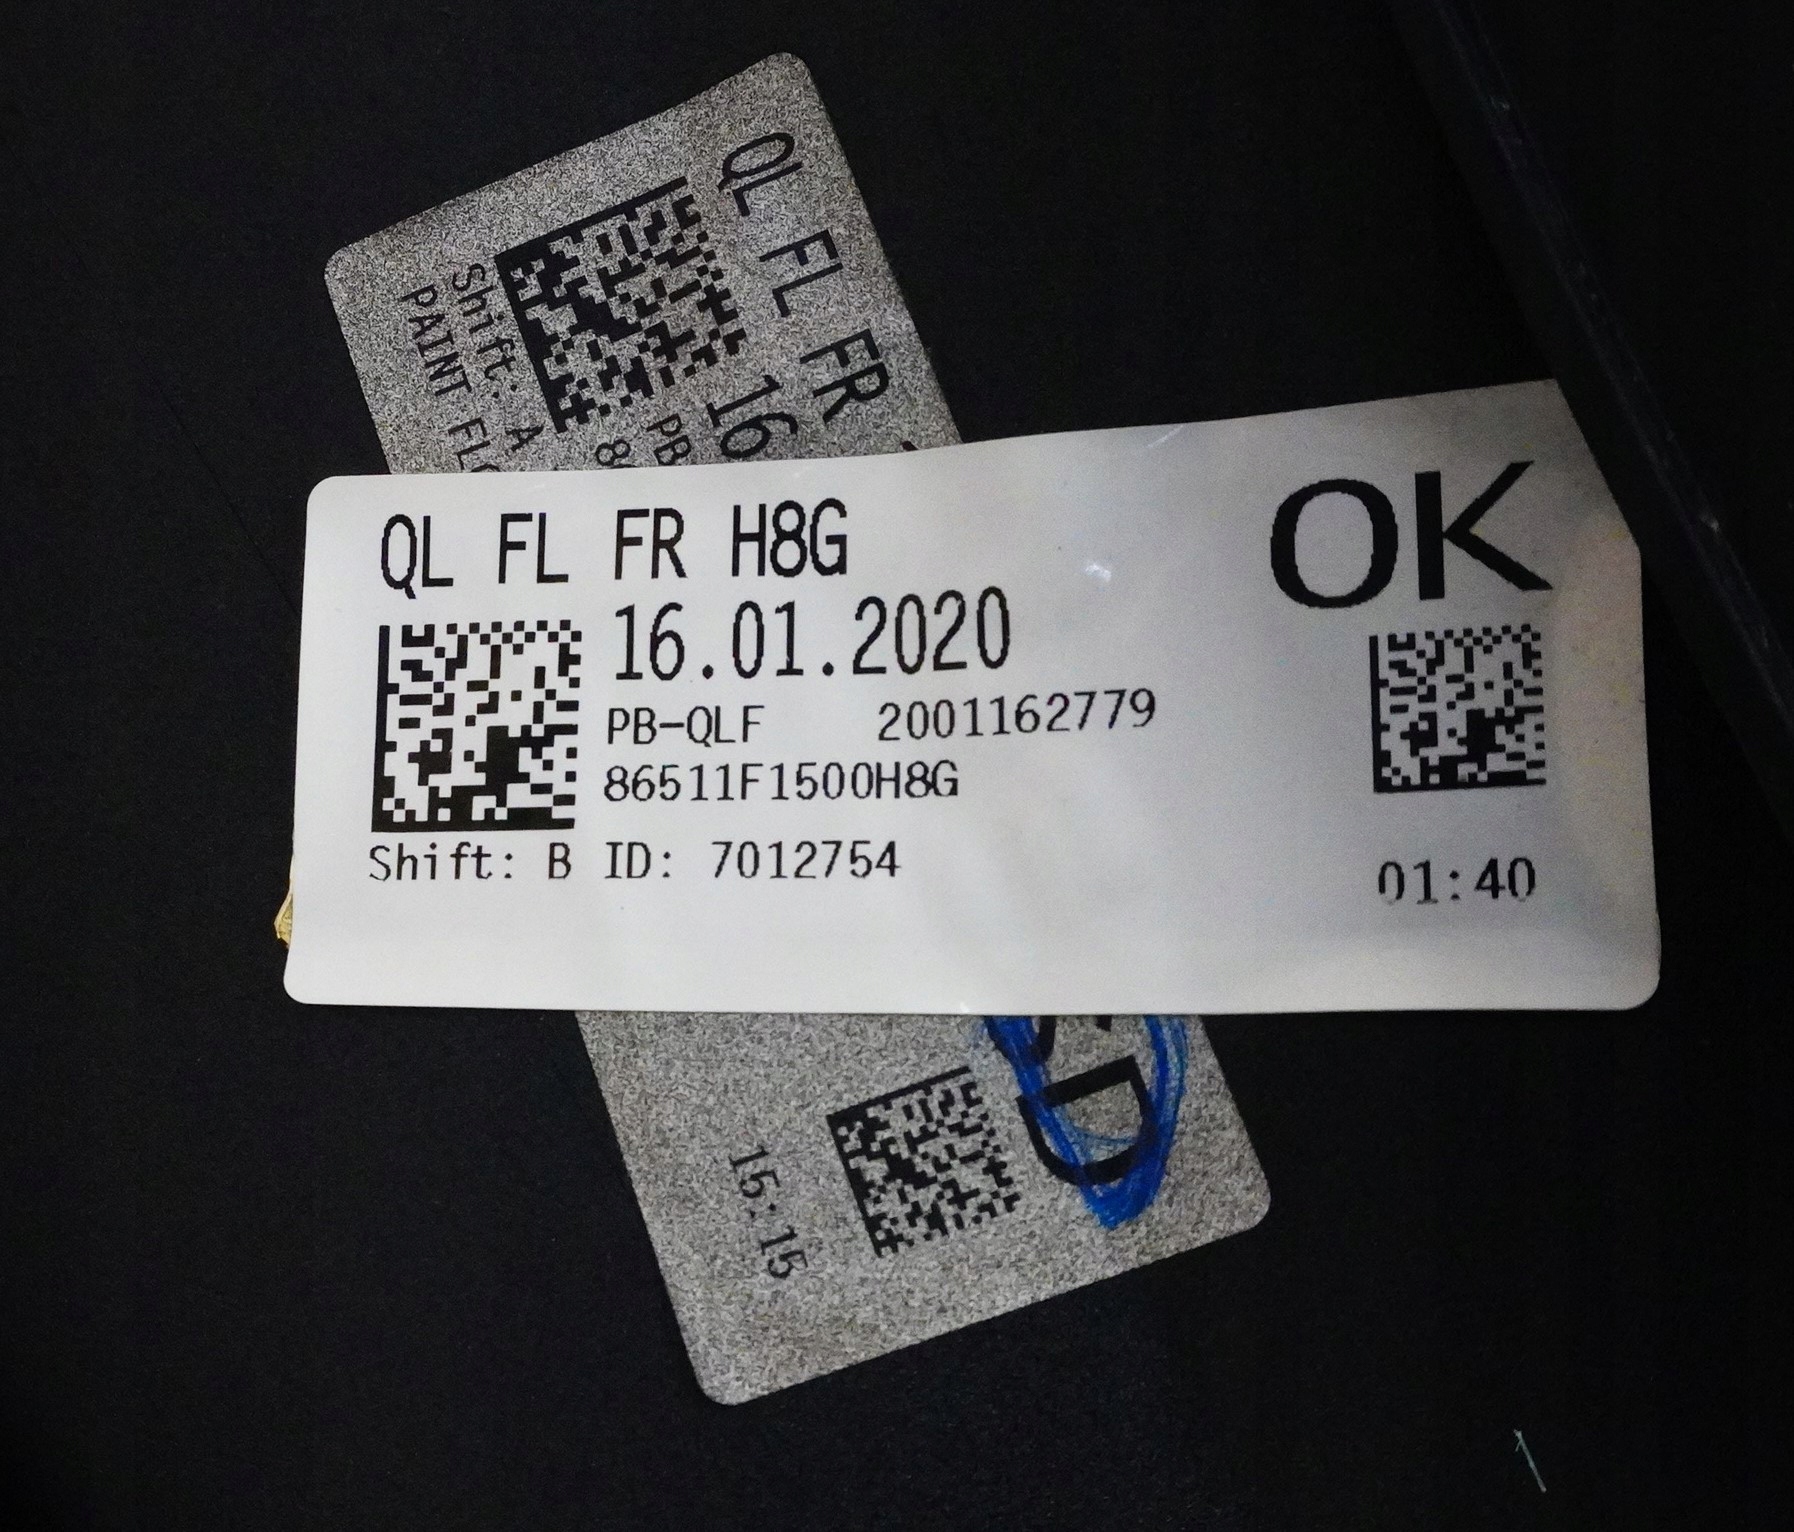 QL FL FR
16
PB
Shift: A
PAINT
QL FL FR H8G
OK
16.01.2020
PB-QLF 2001162779
86511F1500H8G
Shift: B ID: 7012754
01:40
15:15